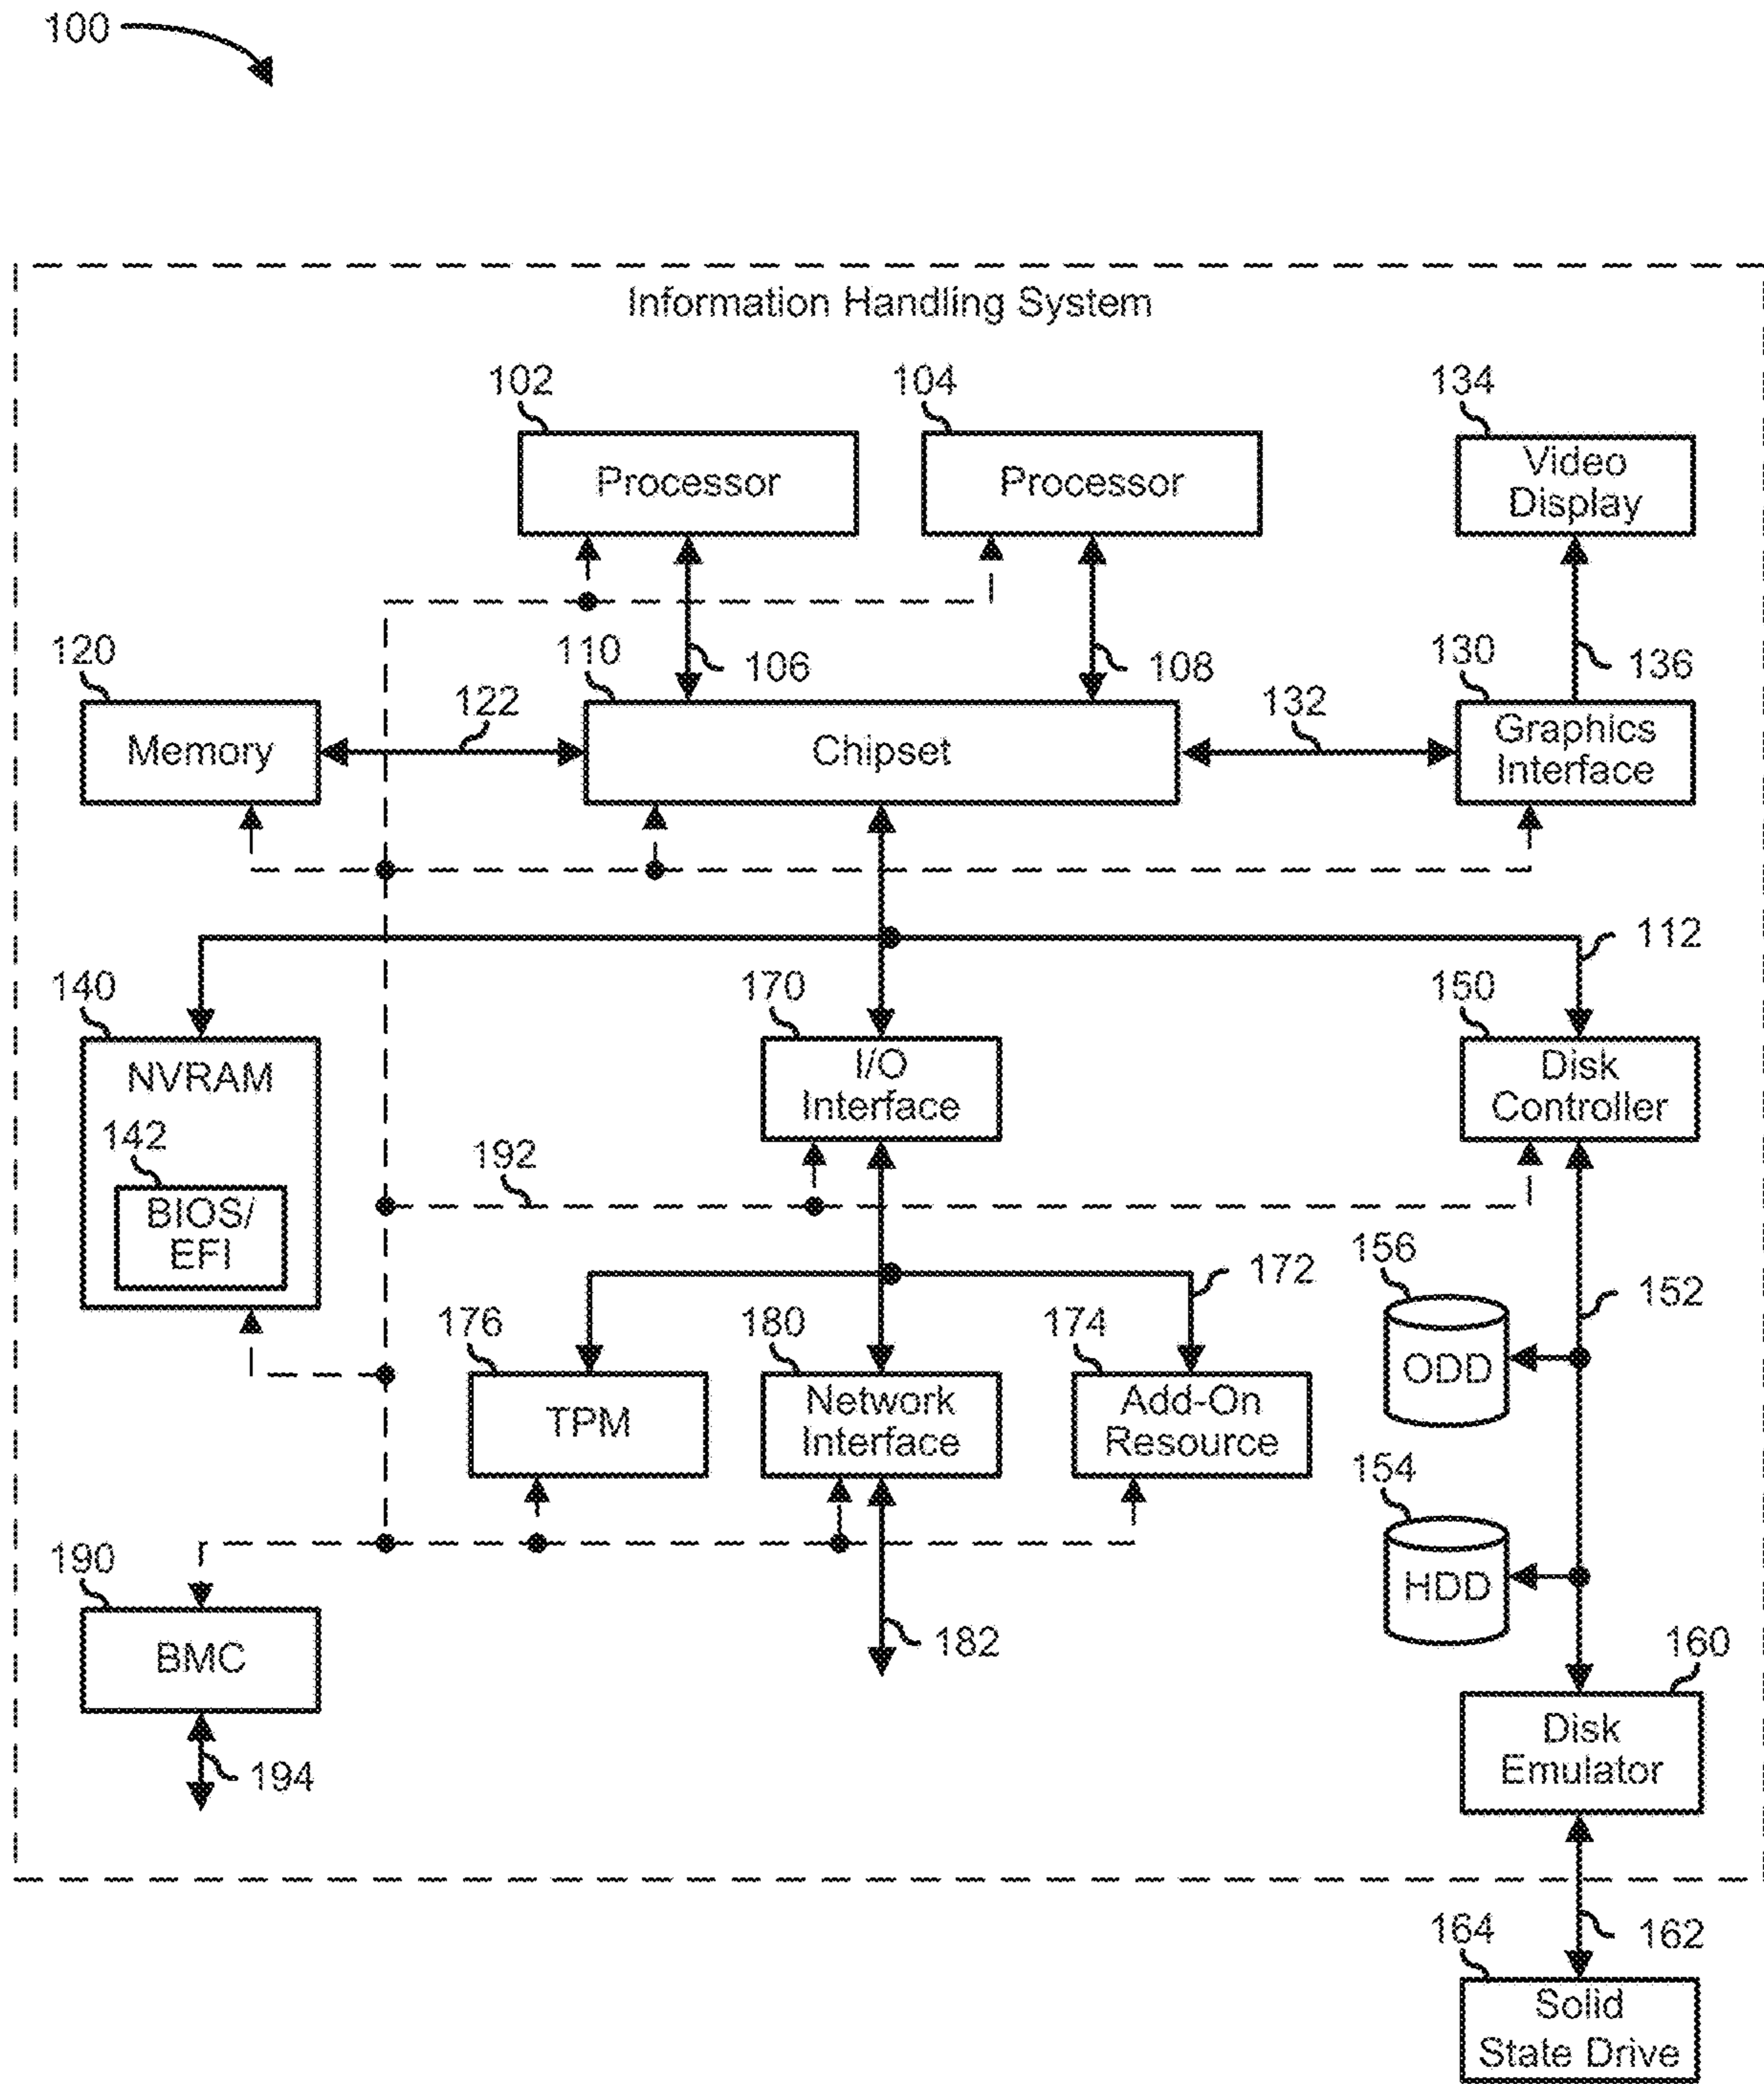 100
Information Handling System
102
104
134
Processor
Processor
Video
Display
120
110
106
108
130
136
122
132
Memory
Chipset
Graphics
Interface
112
140
170
150
NVRAM
I/O
Interface
Disk
Controller
142
192
BIOS/
EFI
156
172
152
176
180
174
ODD
TPM
Network
Interface
Add-On
Resource
154
190
HDD
BMC
182
160
194
Disk
Emulator
164
162
Solid
State Drive